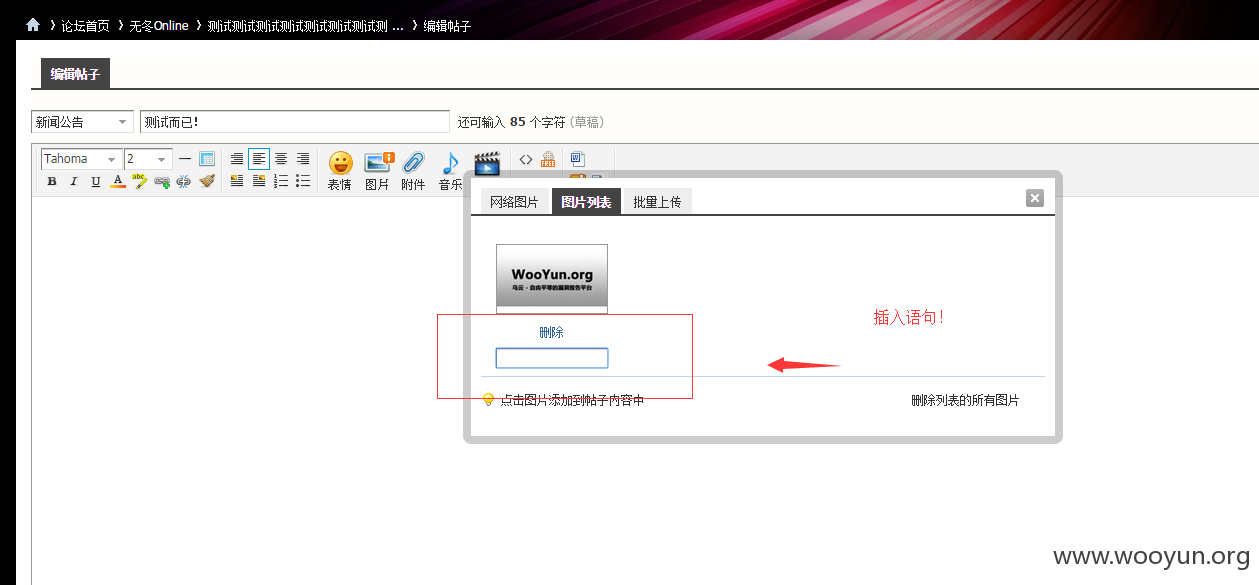 论坛首页 无冬Online 测试测试测试测试测试测试测试测 ... 编辑帖子
编辑帖子
新闻公告 测试而已! 还可输入 85 个字符 (草稿)
Tahoma 2
B I U A abc FREE W
表情 图片 附件 音乐
网络图片 图片列表 批量上传
WooYun.org
乌云 - 自由平等的漏洞报告平台
插入语句!
删除
点击图片添加到帖子内容中 删除列表的所有图片
www.wooyun.org